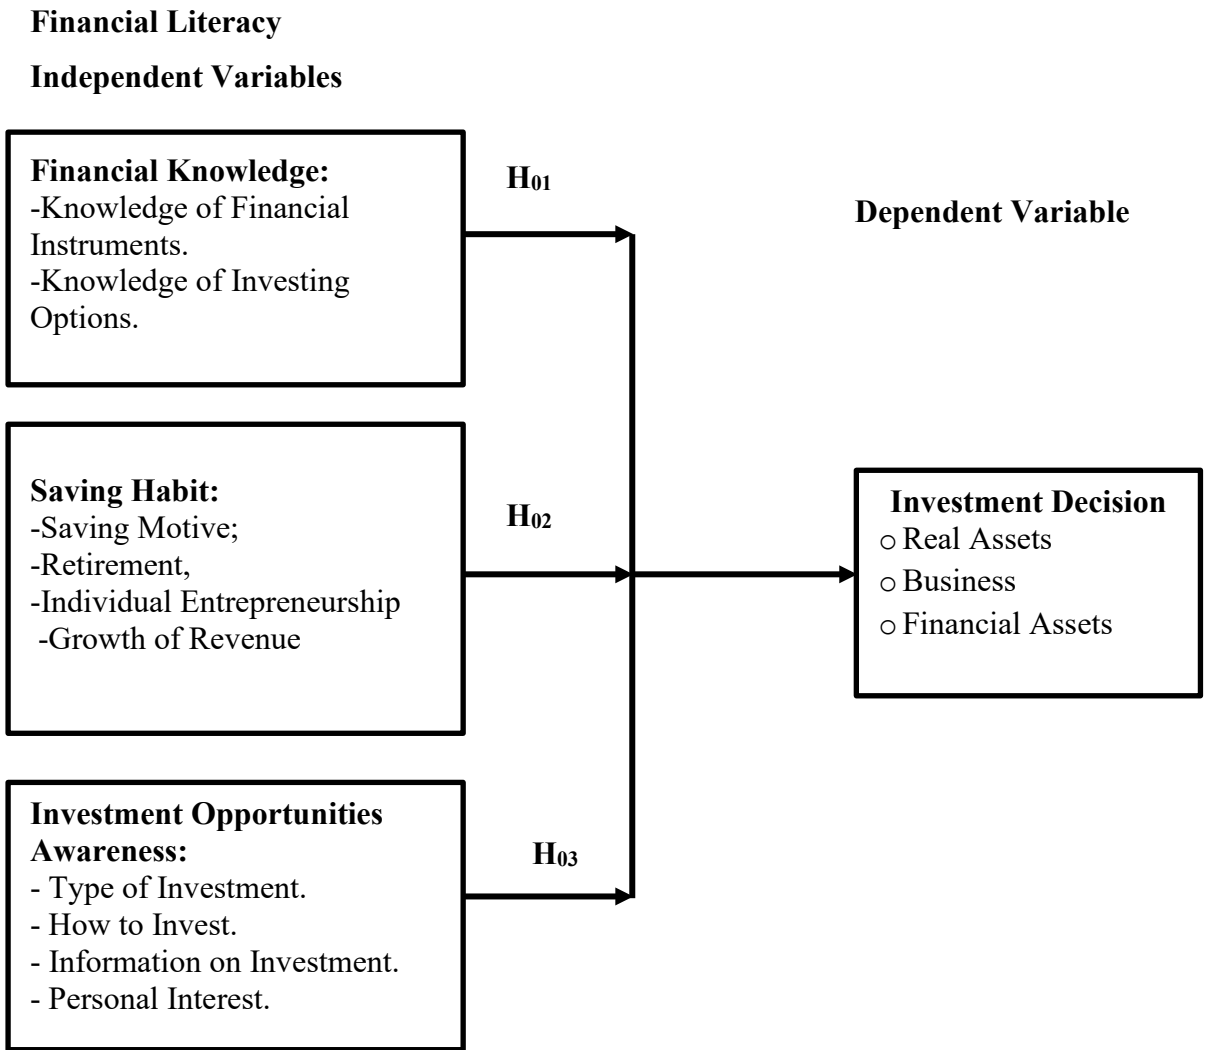 Financial Literacy
Independent Variables
Financial Knowledge:
-Knowledge of Financial
Instruments.
-Knowledge of Investing
Options.
H01
Dependent Variable
Saving Habit:
-Saving Motive;
-Retirement,
-Individual Entrepreneurship
-Growth of Revenue
H02
Investment Decision
o Real Assets
o Business
o Financial Assets
Investment Opportunities
Awareness:
- Type of Investment.
- How to Invest.
- Information on Investment.
- Personal Interest.
H03